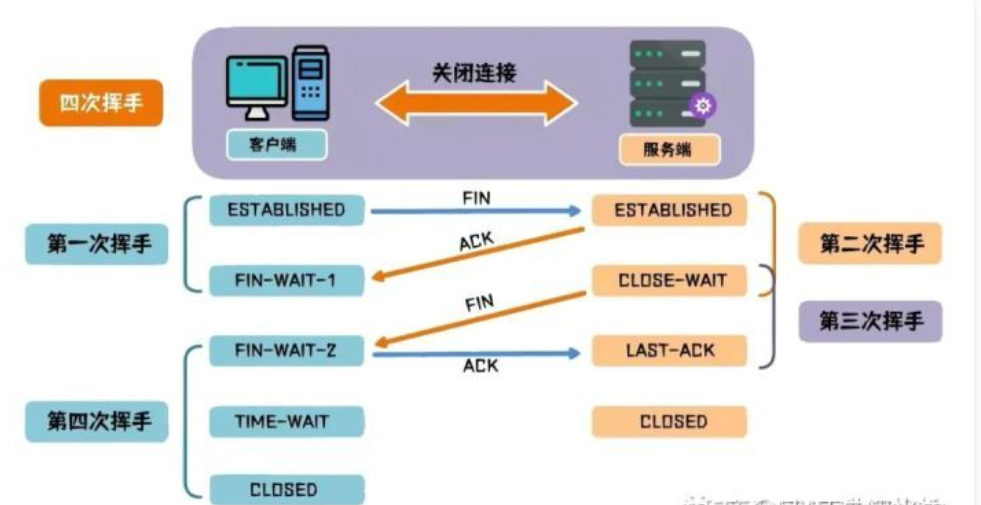 四次挥手
关闭连接
客户端
服务端
ESTABLISHED
FIN
ESTABLISHED
第一次挥手
ACK
第二次挥手
FIN-WAIT-1
CLOSE-WAIT
FIN
第三次挥手
FIN-WAIT-2
ACK
LAST-ACK
第四次挥手
TIME-WAIT
CLOSED
CLOSED